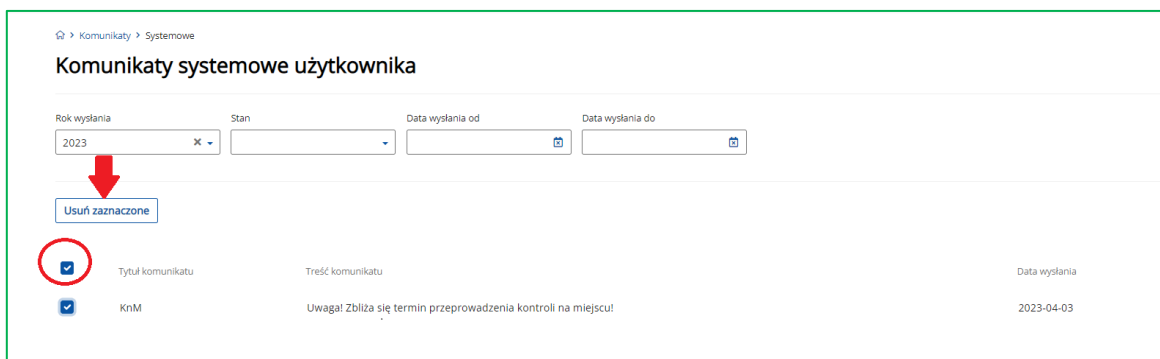 Komunikaty > Systemowe
Komunikaty systemowe użytkownika
Rok wysłania Stan Data wysłania od Data wysłania do
2023
Usuń zaznaczone
Tytuł komunikatu Treść komunikatu Data wysłania
KnM Uwaga! Zbliża się termin przeprowadzenia kontroli na miejscu! 2023-04-03